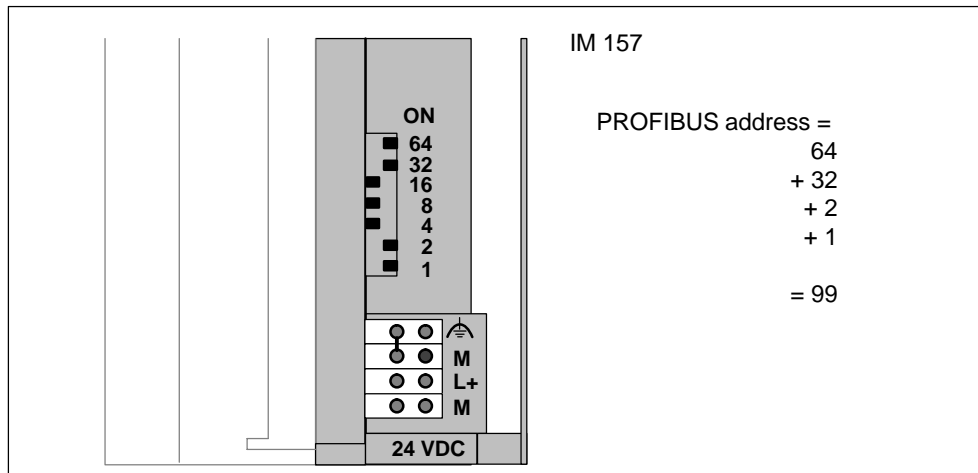 IM 157
ON
64
32
16
8
4
2
1
M
L+
M
24 VDC
PROFIBUS address =
64
+ 32
+ 2
+ 1
= 99